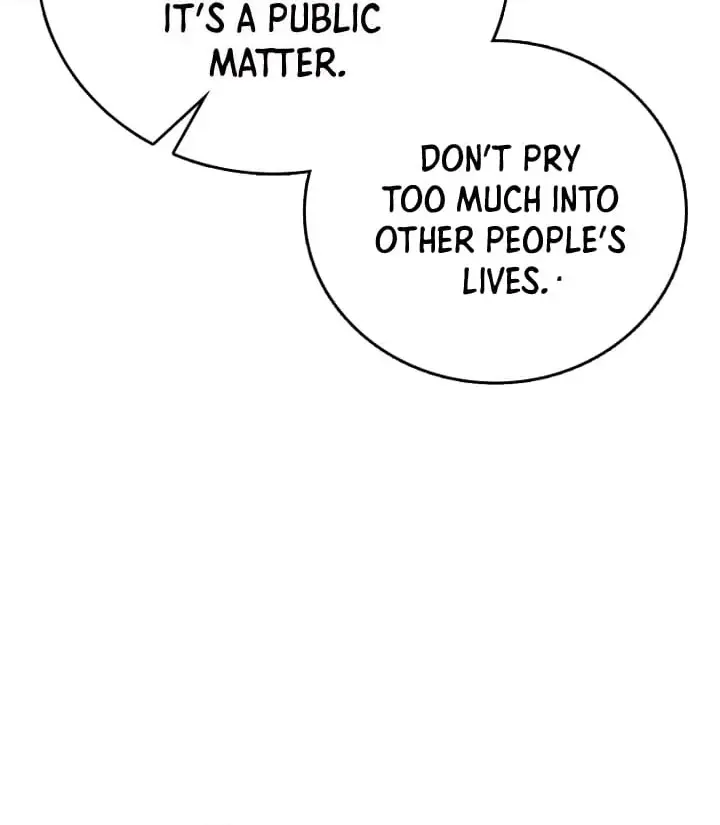 IT'S A PUBLIC
MATTER.
DON'T PRY
TOO MUCH INTO
OTHER PEOPLE'S
LIVES.